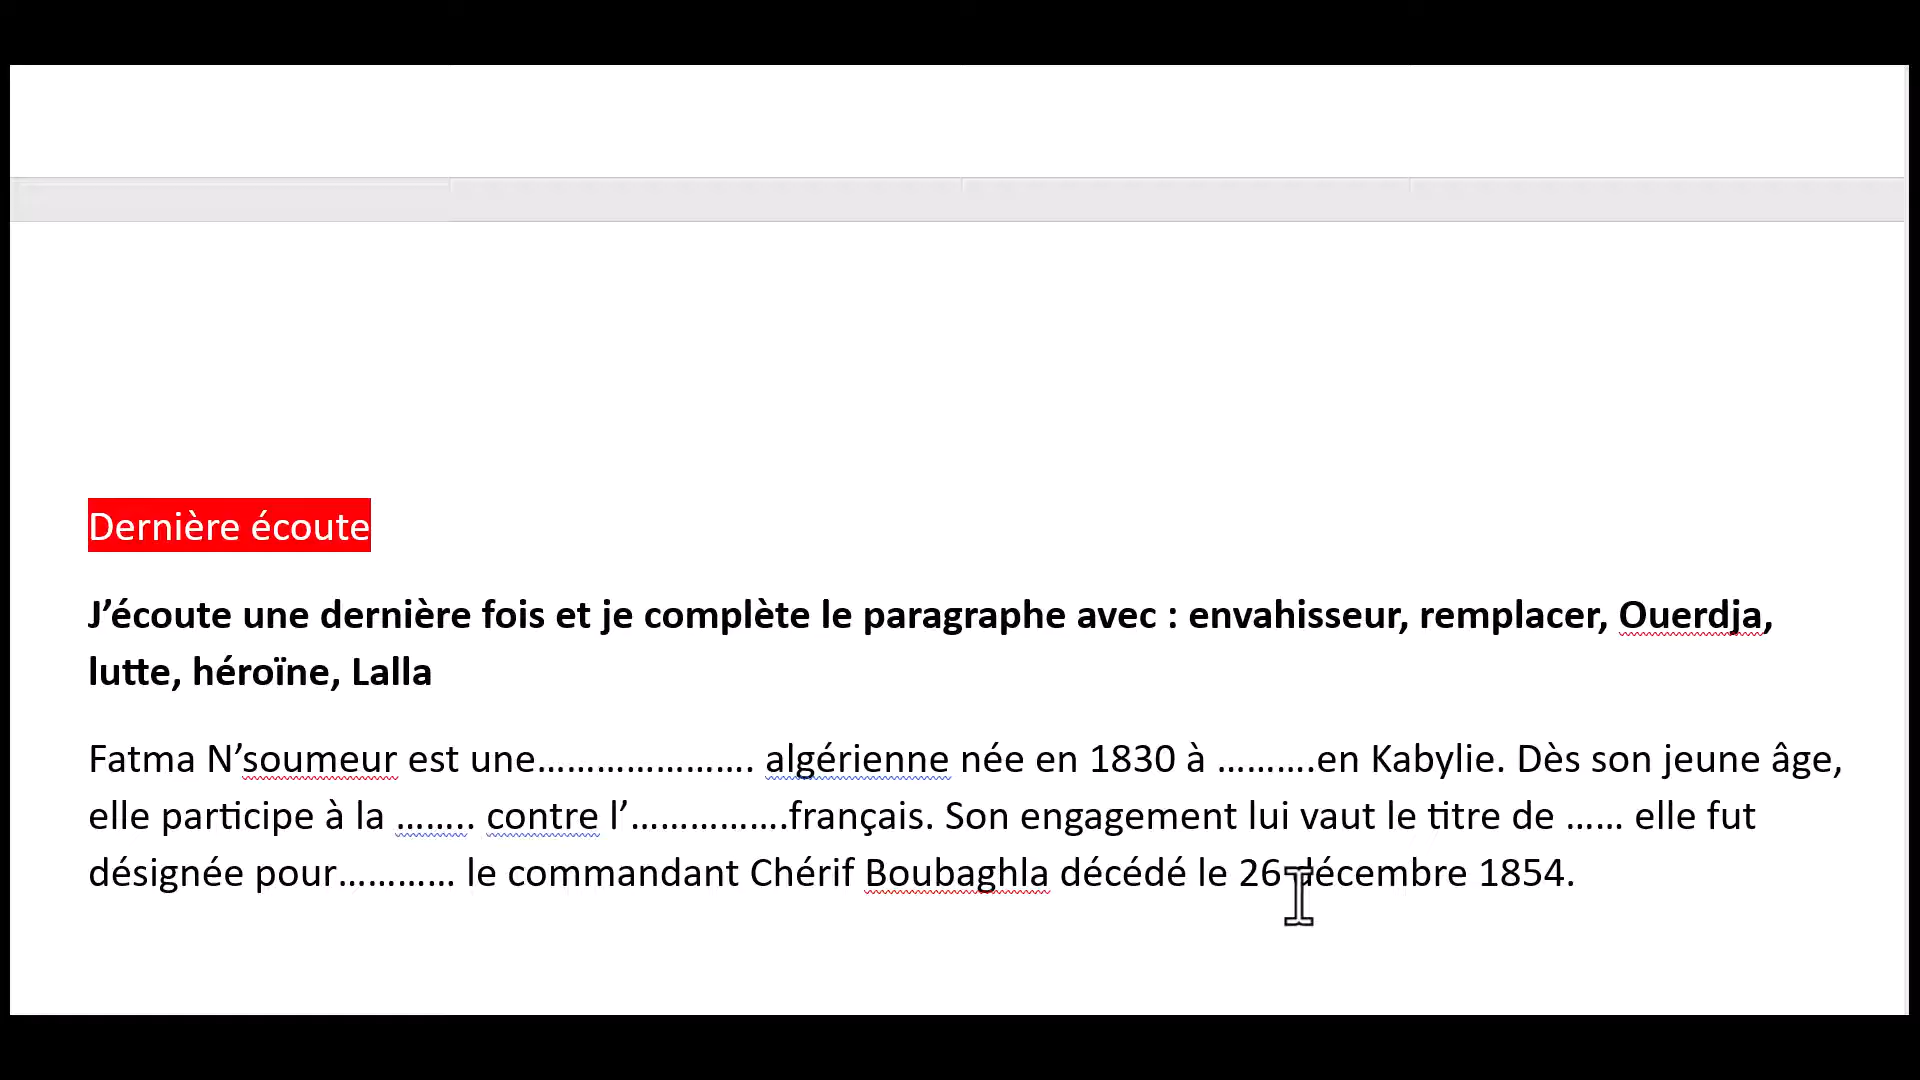 Dernière écoute
J’écoute une dernière fois et je complète le paragraphe avec : envahisseur, remplacer, Ouerdja,
lutte, héroïne, Lalla
Fatma N’soumeur est une…………………. algérienne née en 1830 à ……….en Kabylie. Dès son jeune âge,
elle participe à la …….. contre l’…………….français. Son engagement lui vaut le titre de …… elle fut
désignée pour………… le commandant Chérif Boubaghla décédé le 26 décembre 1854.